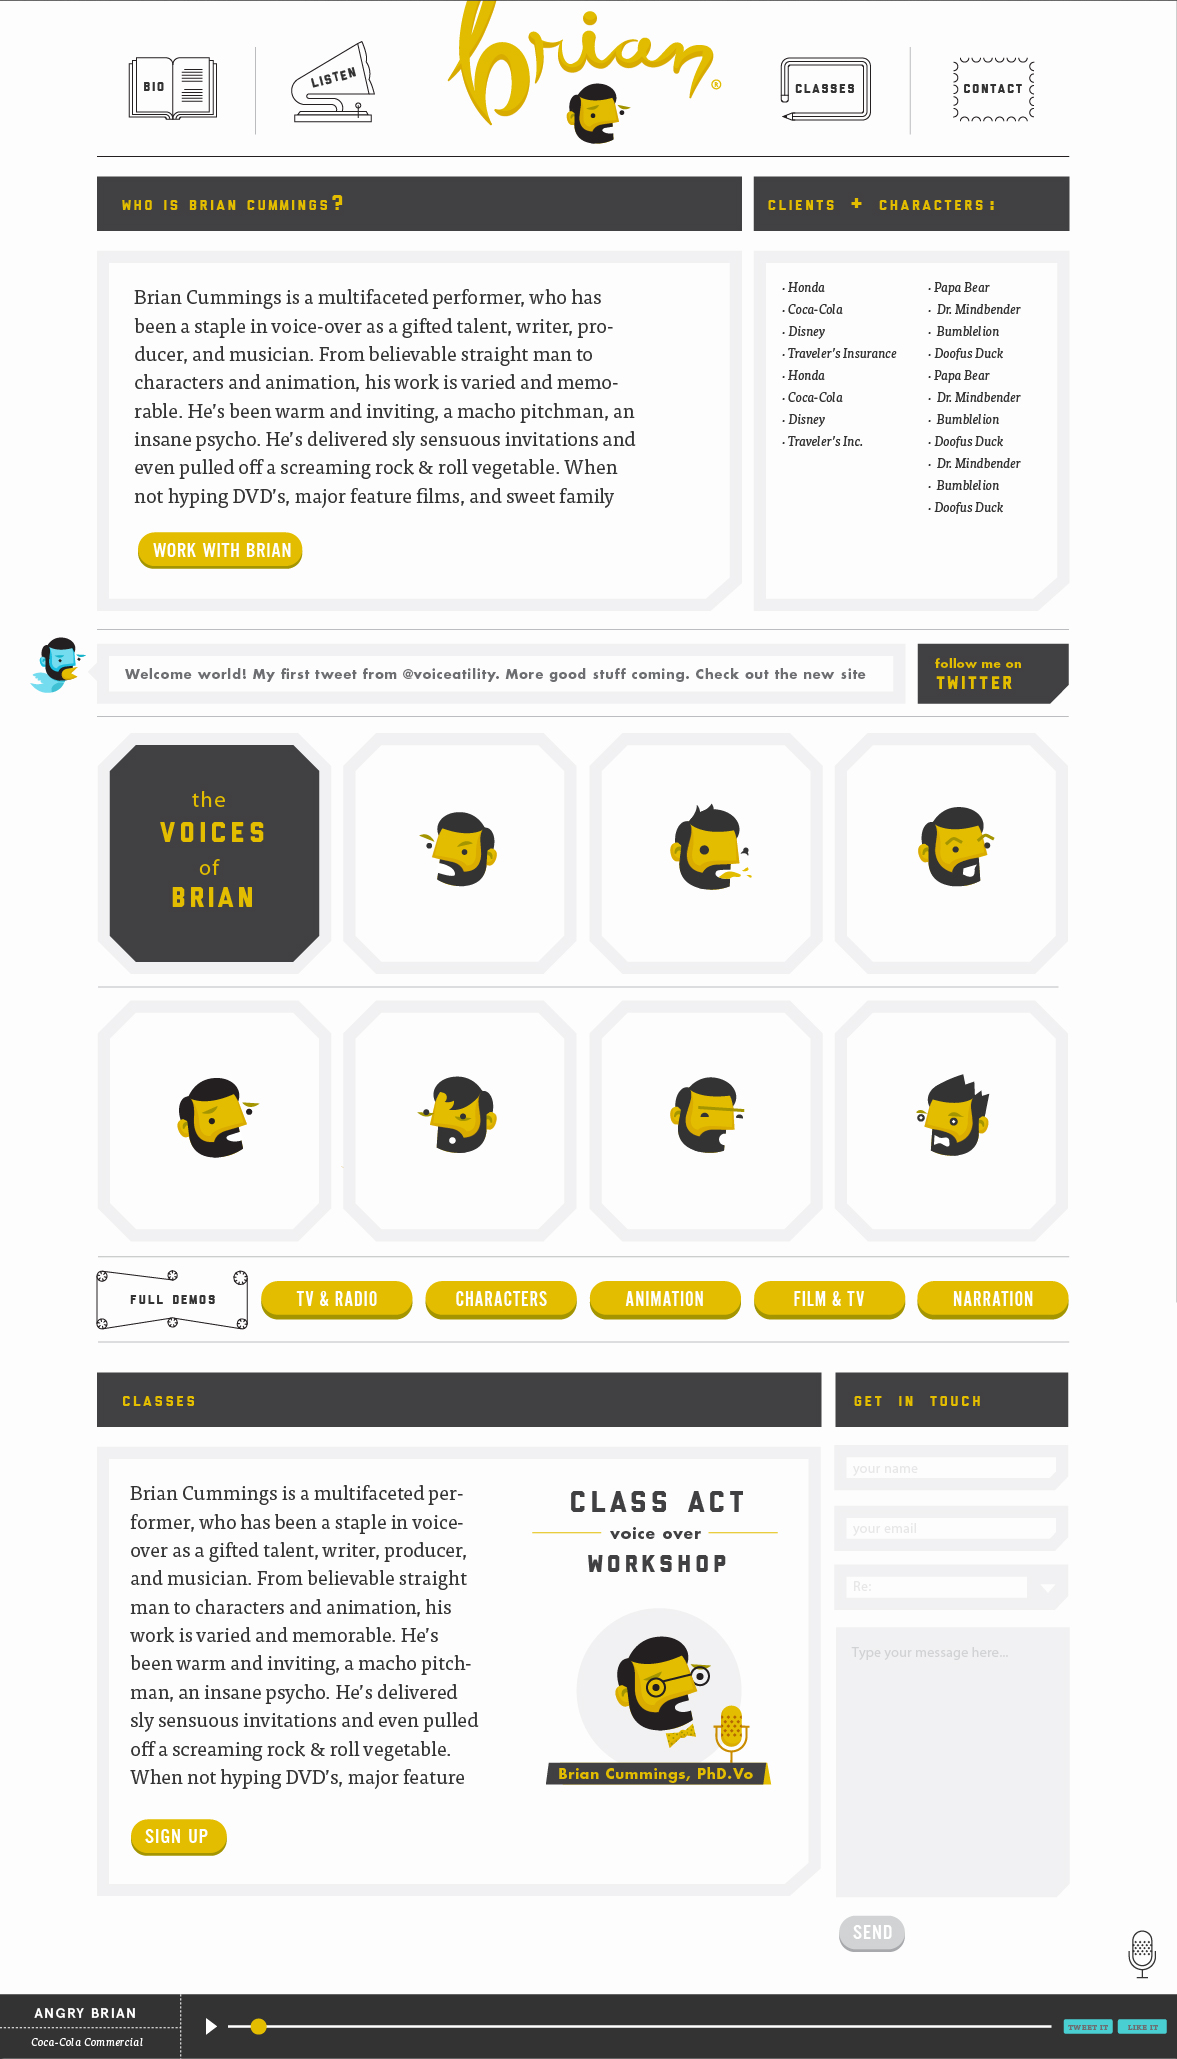 BIO
LISTEN
brian®
CLASSES
CONTACT
WHO IS BRIAN CUMMINGS?
CLIENTS + CHARACTERS:
Brian Cummings is a multifaceted performer, who has
been a staple in voice-over as a gifted talent, writer, pro-
ducer, and musician. From believable straight man to
characters and animation, his work is varied and memo-
rable. He's been warm and inviting, a macho pitchman, an
insane psycho. He's delivered sly sensuous invitations and
even pulled off a screaming rock & roll vegetable. When
not hyping DVD's, major feature films, and sweet family
WORK WITH BRIAN
· Honda
· Coca-Cola
· Disney
· Traveler's Insurance
· Honda
· Coca-Cola
· Disney
· Traveler's Inc.
· Papa Bear
· Dr. Mindbender
· Bumblelion
· Doofus Duck
· Papa Bear
· Dr. Mindbender
· Bumblelion
· Doofus Duck
· Dr. Mindbender
· Bumblelion
· Doofus Duck
Welcome world! My first tweet from @voiceatility. More good stuff coming. Check out the new site
follow me on
TWITTER
the
VOICES
of
BRIAN
FULL DEMOS
TV & RADIO
CHARACTERS
ANIMATION
FILM & TV
NARRATION
CLASSES
GET IN TOUCH
Brian Cummings is a multifaceted per-
former, who has been a staple in voice-
over as a gifted talent, writer, producer,
and musician. From believable straight
man to characters and animation, his
work is varied and memorable. He's
been warm and inviting, a macho pitch-
man, an insane psycho. He's delivered
sly sensuous invitations and even pulled
off a screaming rock & roll vegetable.
When not hyping DVD's, major feature
SIGN UP
CLASS ACT
voice over
WORKSHOP
Brian Cummings, PhD.Vo
your name
your email
Re:
Type your message here...
SEND
ANGRY BRIAN
Coca-Cola Commercial
TWEET IT
LIKE IT